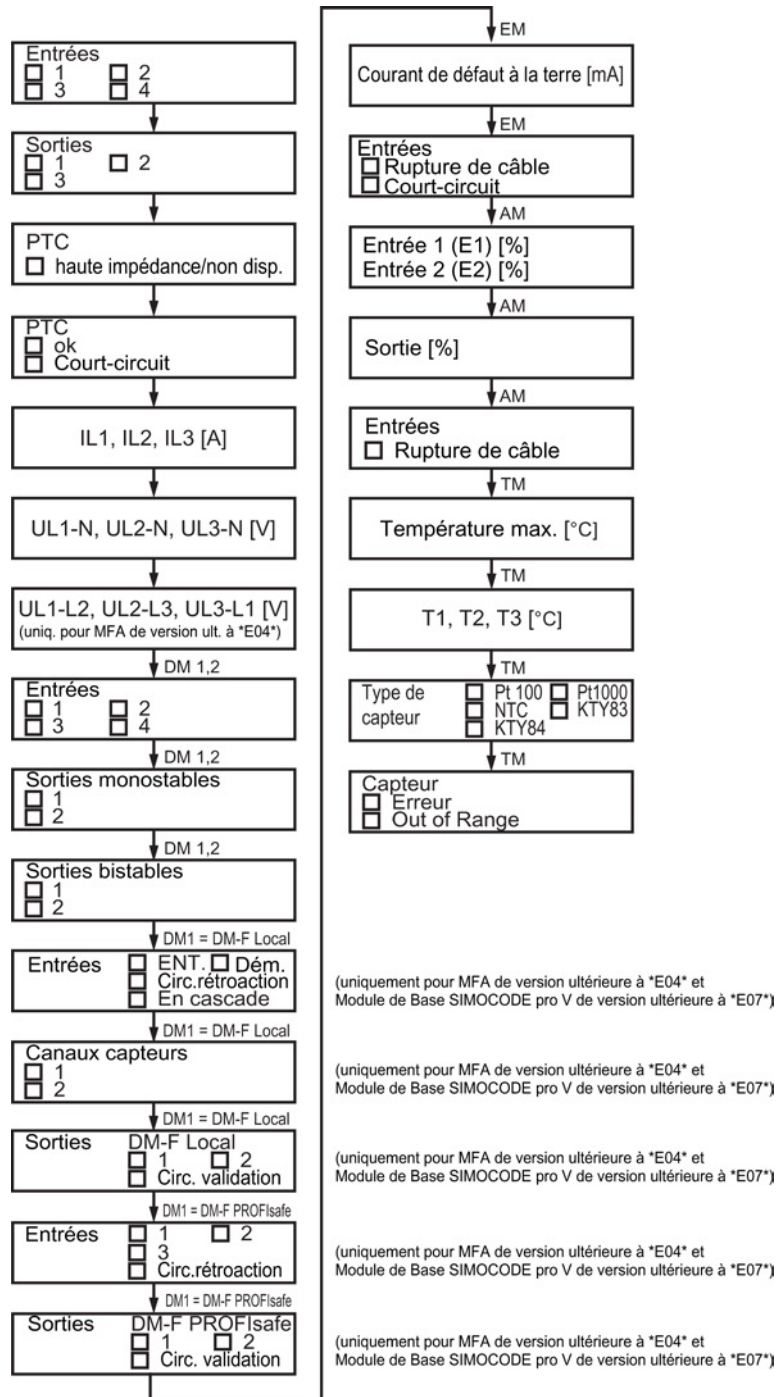 Entrées
1 2
3 4
Sorties
1 2
3
PTC
haute impédance/non disp.
PTC
ok
Court-circuit
IL1, IL2, IL3 [A]
UL1-N, UL2-N, UL3-N [V]
UL1-L2, UL2-L3, UL3-L1 [V]
(uniq. pour MFA de version ult. à *E04*)
DM 1,2
Entrées
1 2
3 4
DM 1,2
Sorties monostables
1
2
DM 1,2
Sorties bistables
1
2
DM1 = DM-F Local
Entrées ENT. Dém.
Circ.rétroaction
En cascade
(uniquement pour MFA de version ultérieure à *E04* et
Module de Base SIMOCODE pro V de version ultérieure à *E07*)
DM1 = DM-F Local
Canaux capteurs
1
2
(uniquement pour MFA de version ultérieure à *E04* et
Module de Base SIMOCODE pro V de version ultérieure à *E07*)
DM1 = DM-F Local
Sorties DM-F Local
1 2
Circ. validation
(uniquement pour MFA de version ultérieure à *E04* et
Module de Base SIMOCODE pro V de version ultérieure à *E07*)
DM1 = DM-F PROFIsafe
Entrées 1 2
3
Circ.rétroaction
(uniquement pour MFA de version ultérieure à *E04* et
Module de Base SIMOCODE pro V de version ultérieure à *E07*)
DM1 = DM-F PROFIsafe
Sorties DM-F PROFIsafe
1 2
Circ. validation
(uniquement pour MFA de version ultérieure à *E04* et
Module de Base SIMOCODE pro V de version ultérieure à *E07*)
EM
Courant de défaut à la terre [mA]
EM
Entrées
Rupture de câble
Court-circuit
AM
Entrée 1 (E1) [%]
Entrée 2 (E2) [%]
AM
Sortie [%]
AM
Entrées
Rupture de câble
TM
Température max. [°C]
TM
T1, T2, T3 [°C]
TM
Type de capteur
Pt 100 Pt1000
NTC KTY83
KTY84
TM
Capteur
Erreur
Out of Range